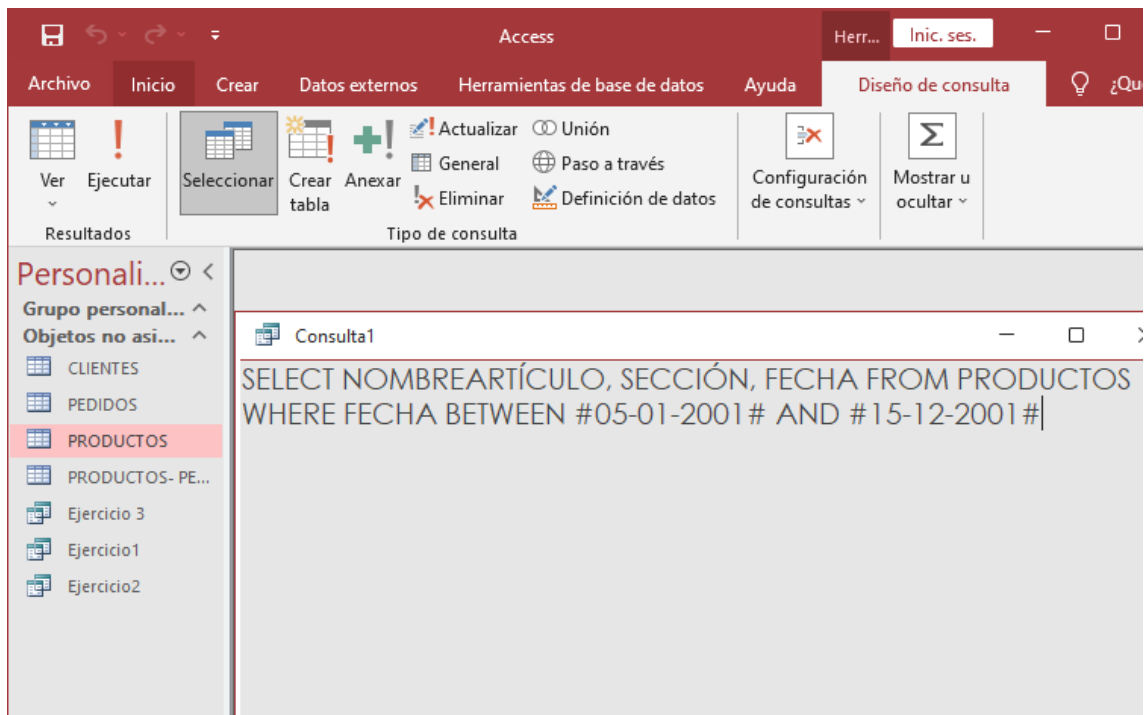 Access
Herr...
Inic. ses.
Archivo Inicio Crear Datos externos Herramientas de base de datos Ayuda Diseño de consulta ¿Qu
Ver
Ejecutar
Seleccionar
Crear tabla
Anexar
Actualizar
General
Eliminar
Unión
Paso a través
Definición de datos
Configuración
de consultas
Mostrar u
ocultar
Resultados
Tipo de consulta
Personali...
Grupo personal...
Objetos no asi...
CLIENTES
PEDIDOS
PRODUCTOS
PRODUCTOS- PE...
Ejercicio 3
Ejercicio1
Ejercicio2
Consulta1
SELECT NOMBREARTÍCULO, SECCIÓN, FECHA FROM PRODUCTOS
WHERE FECHA BETWEEN #05-01-2001# AND #15-12-2001#